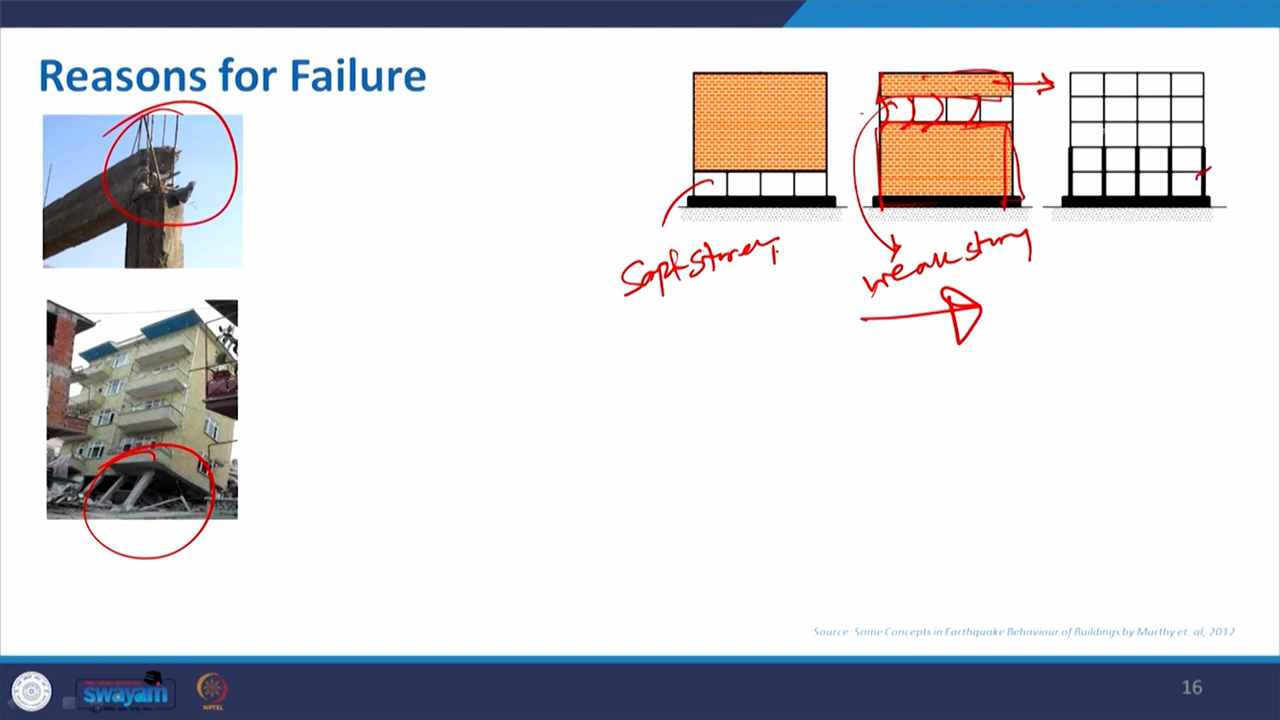 Reasons for Failure
Soft Storey
weak story
Source: Some Concepts in Earthquake Behaviour of Buildings by Murthy et. al, 2012
swayam
NPTEL
16